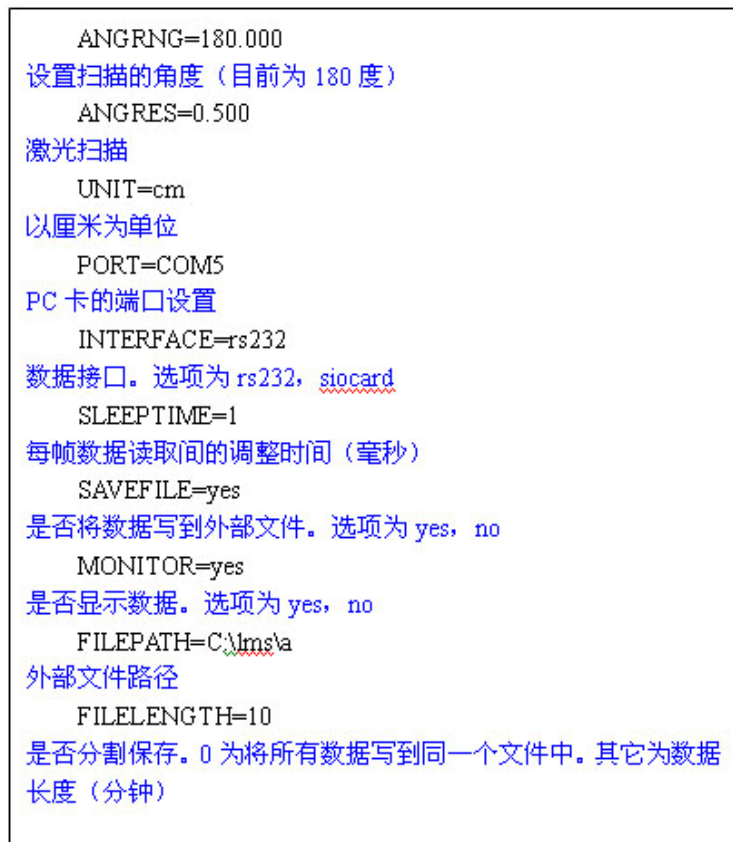 ANGRNG=180.000
设置扫描的角度（目前为 180 度）
ANGRES=0.500
激光扫描
UNIT=cm
以厘米为单位
PORT=COM5
PC 卡的端口设置
INTERFACE=rs232
数据接口。选项为 rs232，siocard
SLEEPTIME=1
每帧数据读取间的调整时间（毫秒）
SAVEFILE=yes
是否将数据写到外部文件。选项为 yes，no
MONITOR=yes
是否显示数据。选项为 yes，no
FILEPATH=C:\lms\a
外部文件路径
FILELENGTH=10
是否分割保存。0 为将所有数据写到同一个文件中。其它为数据
长度（分钟）